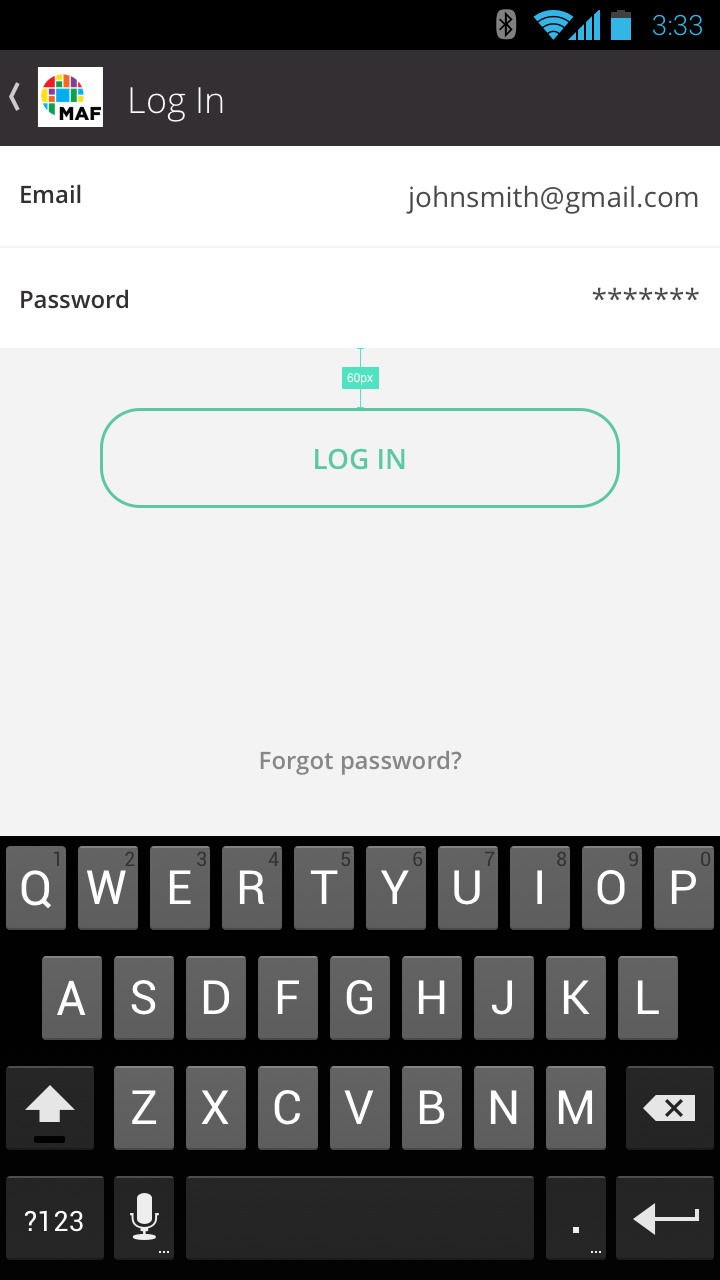 3:33
MAF Log In
Email johnsmith@gmail.com
Password *******
60px
LOG IN
Forgot password?
1 2 3 4 5 6 7 8 9 0
Q W E R T Y U I O P
A S D F G H J K L
Z X C V B N M
?123 ... . ...